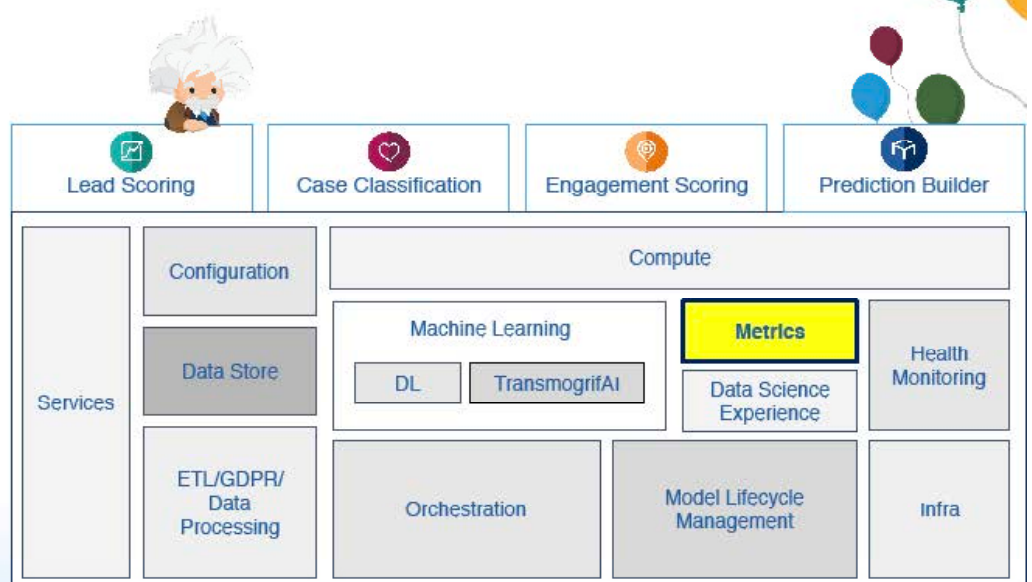 Lead Scoring
Case Classification
Engagement Scoring
Prediction Builder
Services
Configuration
Data Store
ETL/GDPR/
Data
Processing
Compute
Machine Learning
DL
TransmogrifAI
Metrics
Data Science
Experience
Health
Monitoring
Orchestration
Model Lifecycle
Management
Infra